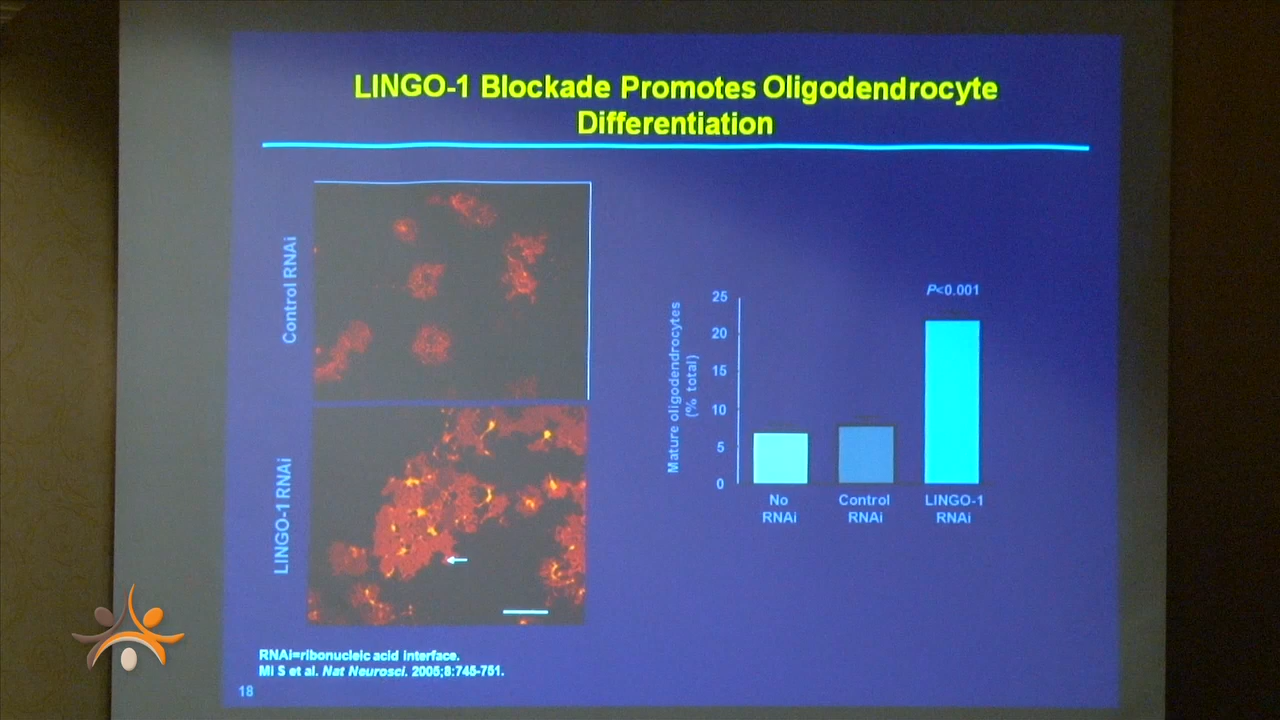 LINGO-1 Blockade Promotes Oligodendrocyte
Differentiation
Control RNAi
LINGO-1 RNAi
Mature oligodendrocytes
(% total)
25
20
15
10
5
0
P<0.001
No
RNAi
Control
RNAi
LINGO-1
RNAi
RNAi=ribonucleic acid interface.
Mi S et al. Nat Neurosci. 2005;8:745-751.
18